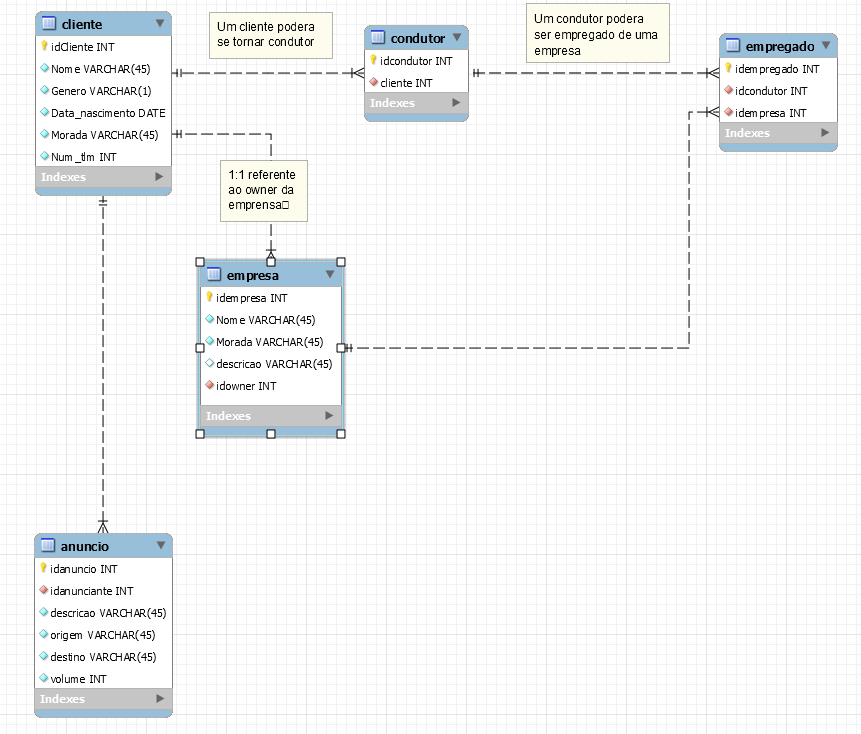 cliente
idCliente INT
Nome VARCHAR(45)
Genero VARCHAR(1)
Data_nascimento DATE
Morada VARCHAR(45)
Num_tlm INT
Indexes
Um cliente podera
se tornar condutor
condutor
idcondutor INT
cliente INT
Indexes
Um condutor podera
ser empregado de uma
empresa
empregado
idempregado INT
idcondutor INT
idempresa INT
Indexes
1:1 referente
ao owner da
emprensa
empresa
idempresa INT
Nome VARCHAR(45)
Morada VARCHAR(45)
descricao VARCHAR(45)
idowner INT
Indexes
anuncio
idanuncio INT
idanunciante INT
descricao VARCHAR(45)
origem VARCHAR(45)
destino VARCHAR(45)
volume INT
Indexes